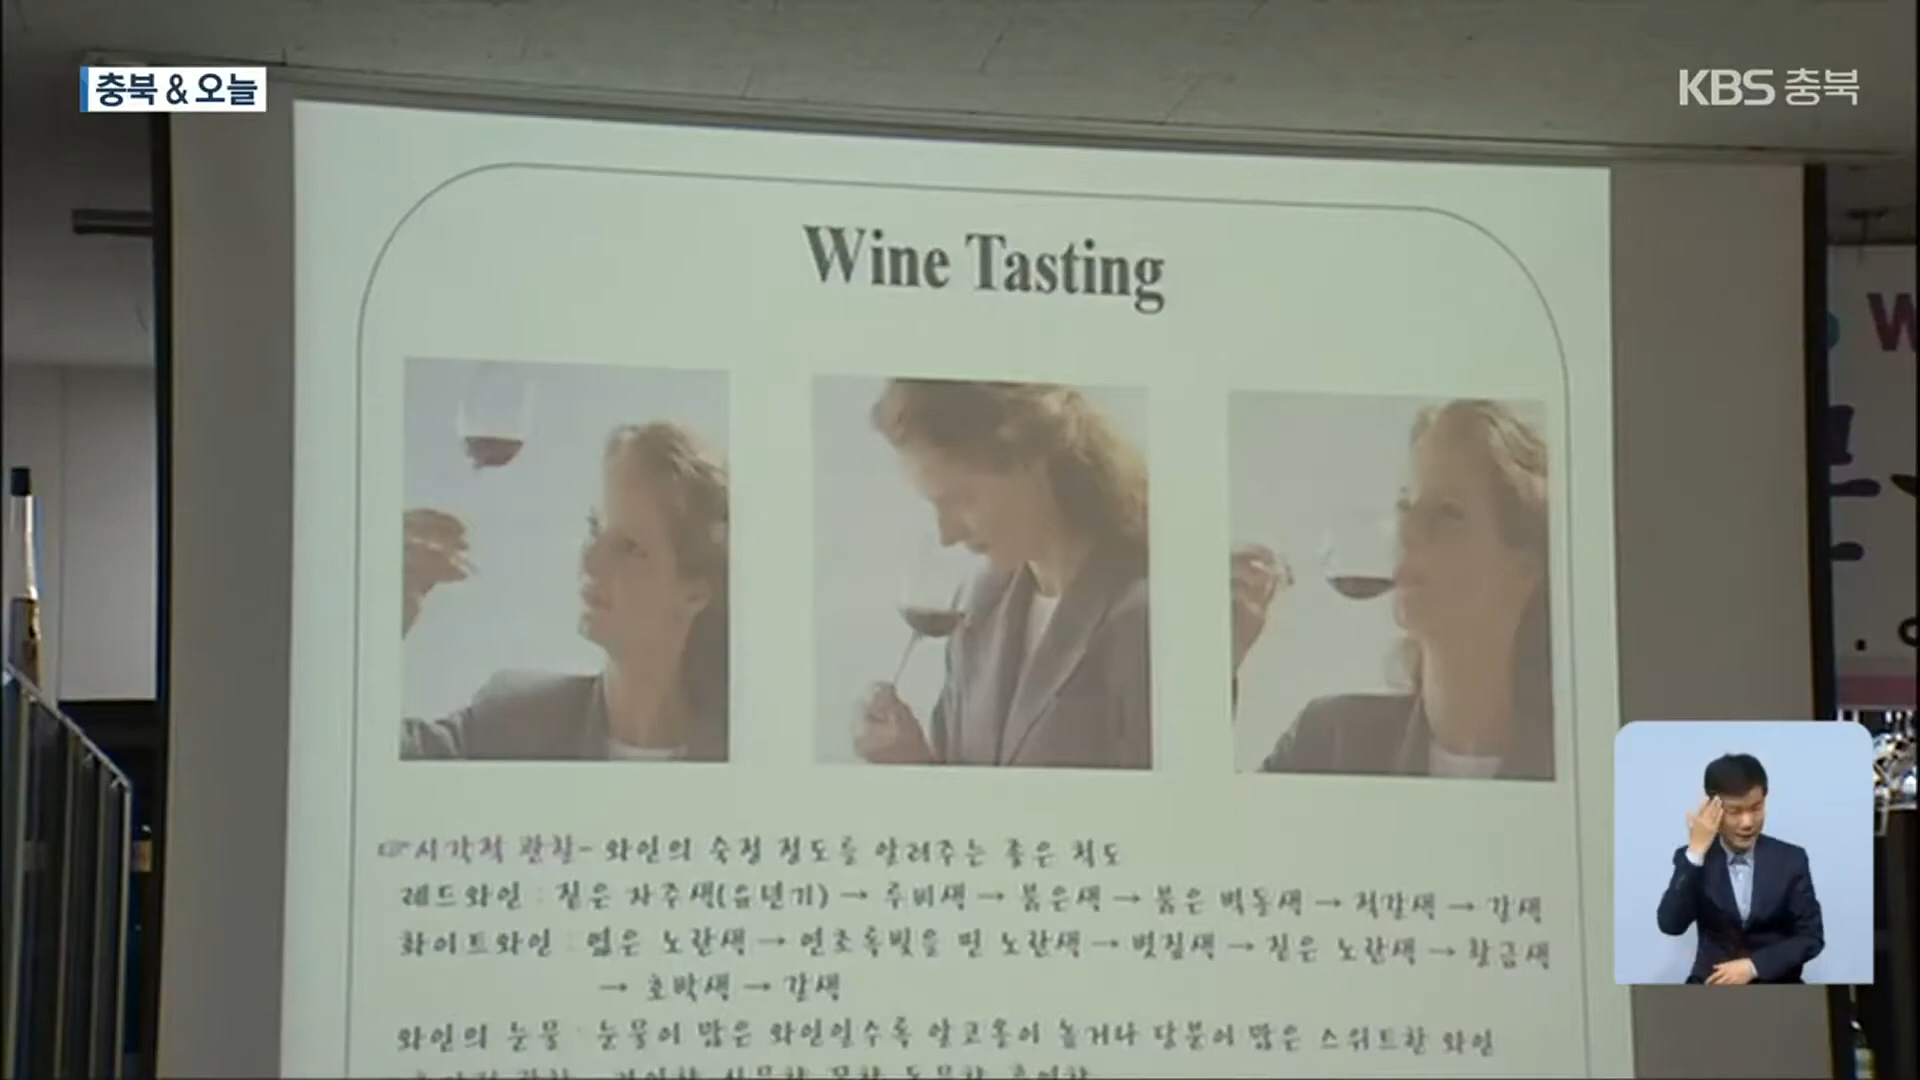 충북 & 오늘
KBS 충북
Wine Tasting
☞시각적 관찰- 와인의 숙성 정도를 알려주는 좋은 척도
레드와인 : 짙은 자주색(유년기) → 루비색 → 붉은색 → 붉은 벽돌색 → 적갈색 → 갈색
화이트와인 : 엷은 노란색 → 연초록빛을 띤 노란색 → 볏짚색 → 짙은 노란색 → 황금색
→ 호박색 → 갈색
와인의 눈물 : 눈물이 많은 와인일수록 알코올이 높거나 당분이 많은 스위트한 와인
W